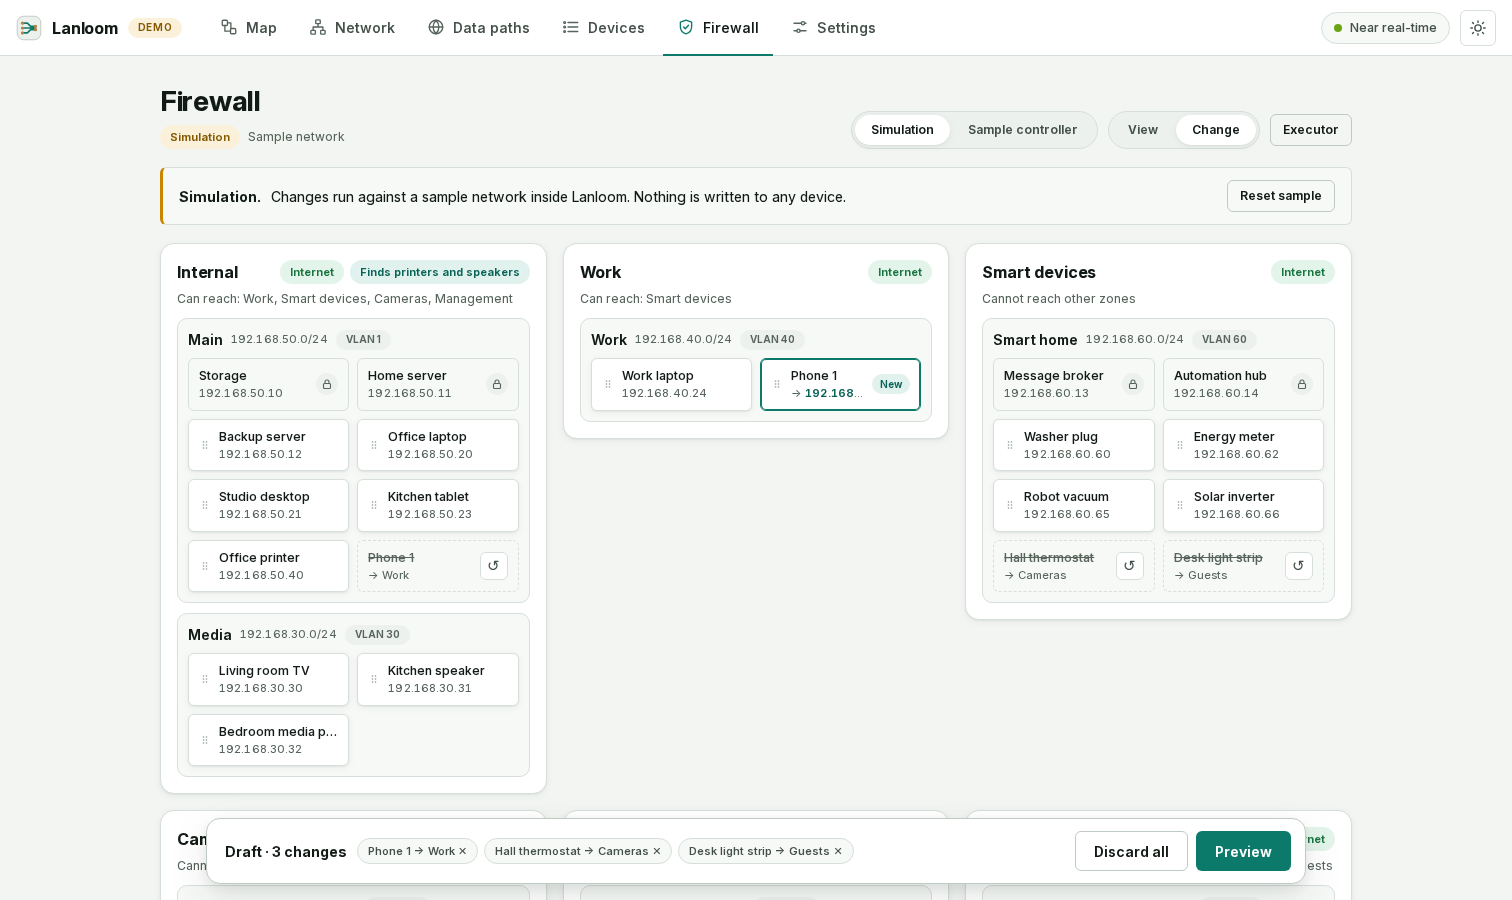 Lanloom DEMO Map Network Data paths Devices Firewall Settings Near real-time
Firewall
Simulation Sample network Simulation Sample controller View Change Executor
Simulation. Changes run against a sample network inside Lanloom. Nothing is written to any device. Reset sample
Internal Internet Finds printers and speakers
Can reach: Work, Smart devices, Cameras, Management
Main 192.168.50.0/24 VLAN 1
Storage
192.168.50.10
Home server
192.168.50.11
Backup server
192.168.50.12
Office laptop
192.168.50.20
Studio desktop
192.168.50.21
Kitchen tablet
192.168.50.23
Office printer
192.168.50.40
Phone 1
→ Work
Media 192.168.30.0/24 VLAN 30
Living room TV
192.168.30.30
Kitchen speaker
192.168.30.31
Bedroom media p…
192.168.30.32
Work Internet
Can reach: Smart devices
Work 192.168.40.0/24 VLAN 40
Work laptop
192.168.40.24
Phone 1
→ 192.168…
New
Smart devices Internet
Cannot reach other zones
Smart home 192.168.60.0/24 VLAN 60
Message broker
192.168.60.13
Automation hub
192.168.60.14
Washer plug
192.168.60.60
Energy meter
192.168.60.62
Robot vacuum
192.168.60.65
Solar inverter
192.168.60.66
Hall thermostat
→ Cameras
Desk light strip
→ Guests
Draft · 3 changes Phone 1 → Work × Hall thermostat → Cameras × Desk light strip → Guests × Discard all Preview